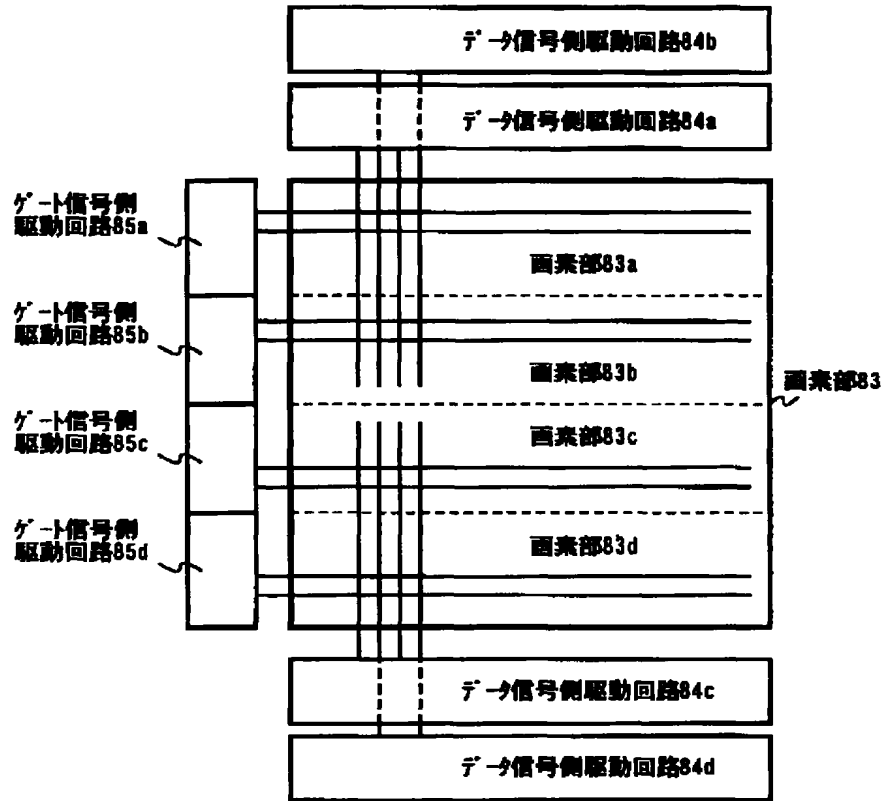 データ信号側駆動回路84b
データ信号側駆動回路84a
ゲート信号側
駆動回路85a
画素部83a
ゲート信号側
駆動回路85b
画素部83b
画素部83
ゲート信号側
駆動回路85c
画素部83c
ゲート信号側
駆動回路85d
画素部83d
データ信号側駆動回路84c
データ信号側駆動回路84d